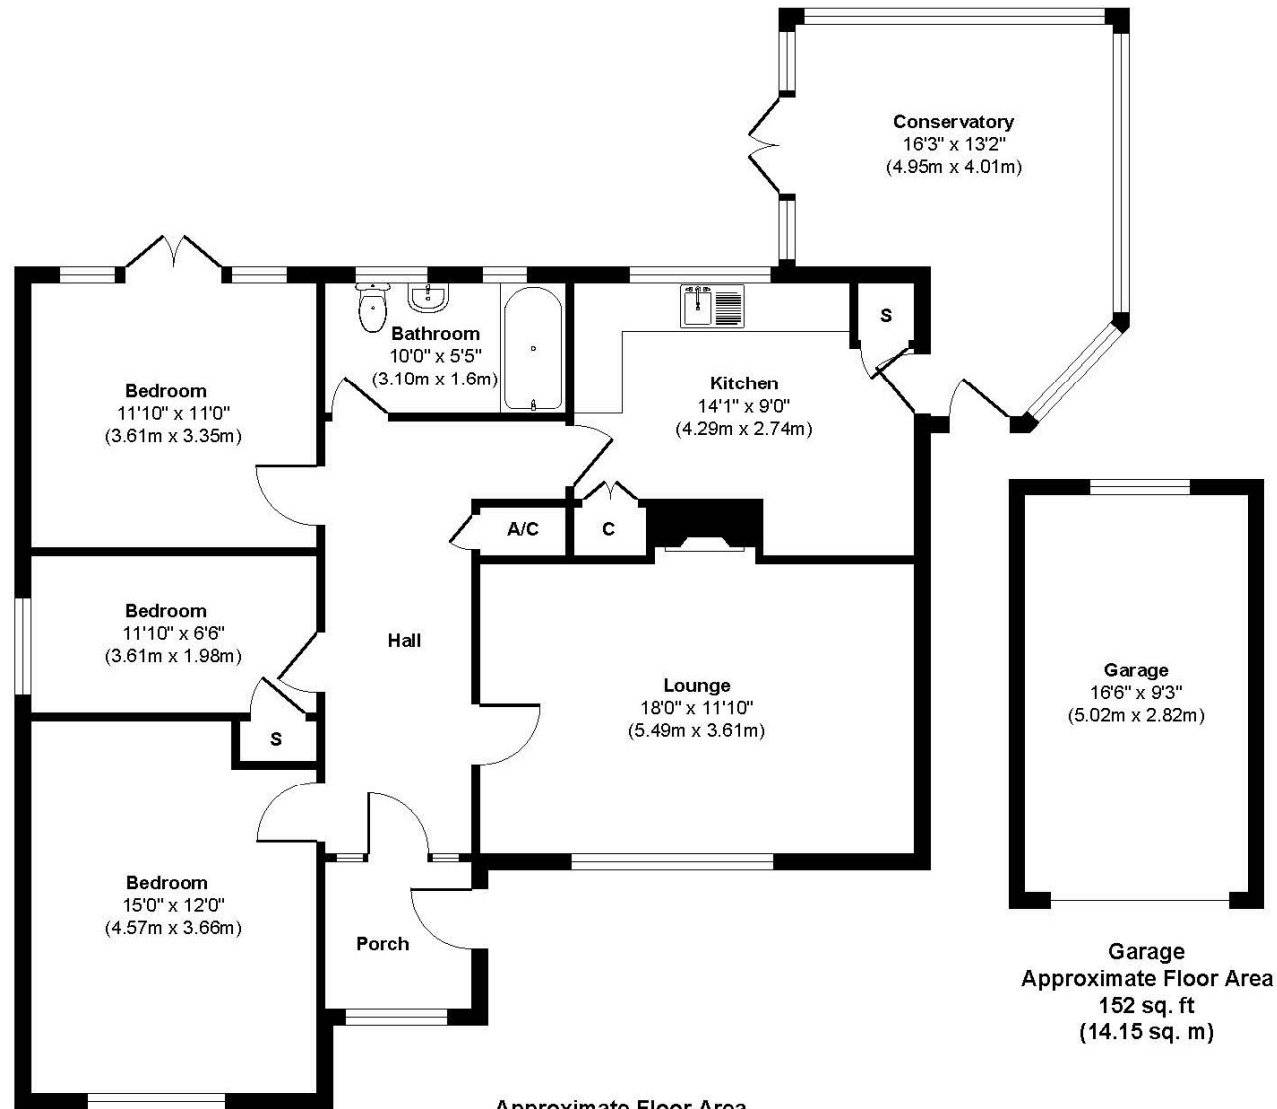 Conservatory
16'3" x 13'2"
(4.95m x 4.01m)
Bedroom
11'10" x 11'0"
(3.61m x 3.35m)
Bathroom
10'0" x 5'5"
(3.10m x 1.6m)
Kitchen
14'1" x 9'0"
(4.29m x 2.74m)
S
A/C
C
Bedroom
11'10" x 6'6"
(3.61m x 1.98m)
S
Hall
Lounge
18'0" x 11'10"
(5.49m x 3.61m)
Garage
16'6" x 9'3"
(5.02m x 2.82m)
Bedroom
15'0" x 12'0"
(4.57m x 3.66m)
Porch
Garage
Approximate Floor Area
152 sq. ft
(14.15 sq. m)
Approximate Floor Area